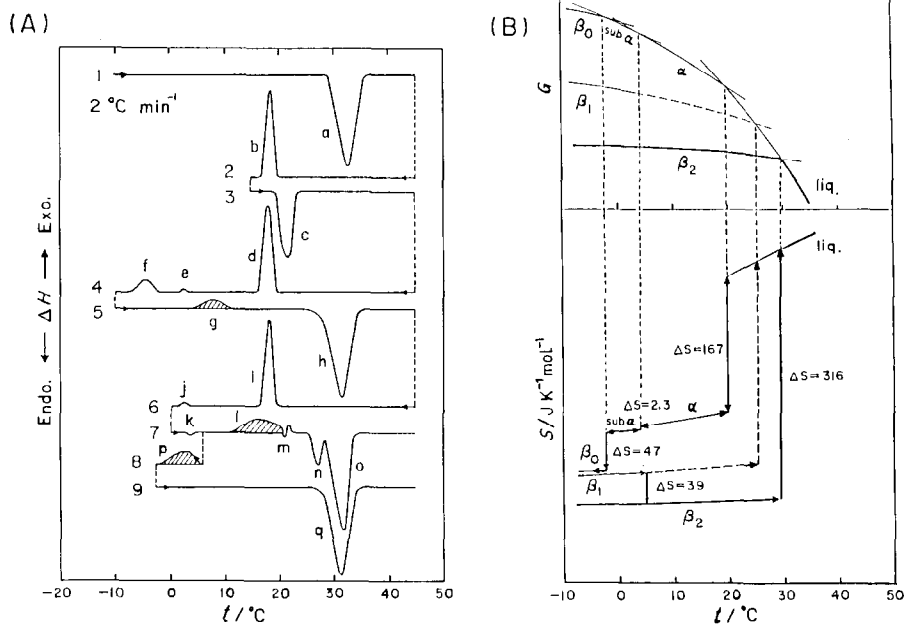 (A)
1
2 °C min⁻¹
a
b
2
3
c
d
f
e
4
5
g
h
i
j
6
k
l
7
m
p
n
o
8
9
q
Endo. ← ΔH → Exo.
−20 −10 0 10 20 30 40 50
t / °C
(B)
G
β₀
sub α
α
β₁
β₂
liq.
liq.
S / J K⁻¹ mol⁻¹
ΔS=167
ΔS=316
ΔS=2.3
α
sub α
β₀
ΔS=47
β₁
ΔS=39
β₂
-10 0 10 20 30 40 50
t / °C